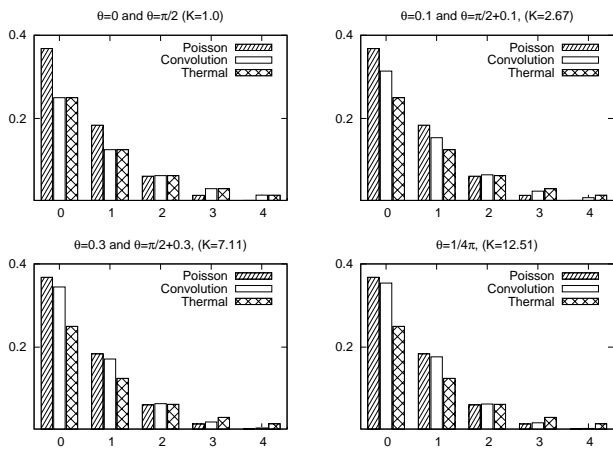 θ=0 and θ=π/2 (K=1.0)
0.4
0.2
Poisson
Convolution
Thermal
0 1 2 3 4
θ=0.1 and θ=π/2+0.1, (K=2.67)
0.4
0.2
Poisson
Convolution
Thermal
0 1 2 3 4
θ=0.3 and θ=π/2+0.3, (K=7.11)
0.4
0.2
Poisson
Convolution
Thermal
0 1 2 3 4
θ=1/4π, (K=12.51)
0.4
0.2
Poisson
Convolution
Thermal
0 1 2 3 4